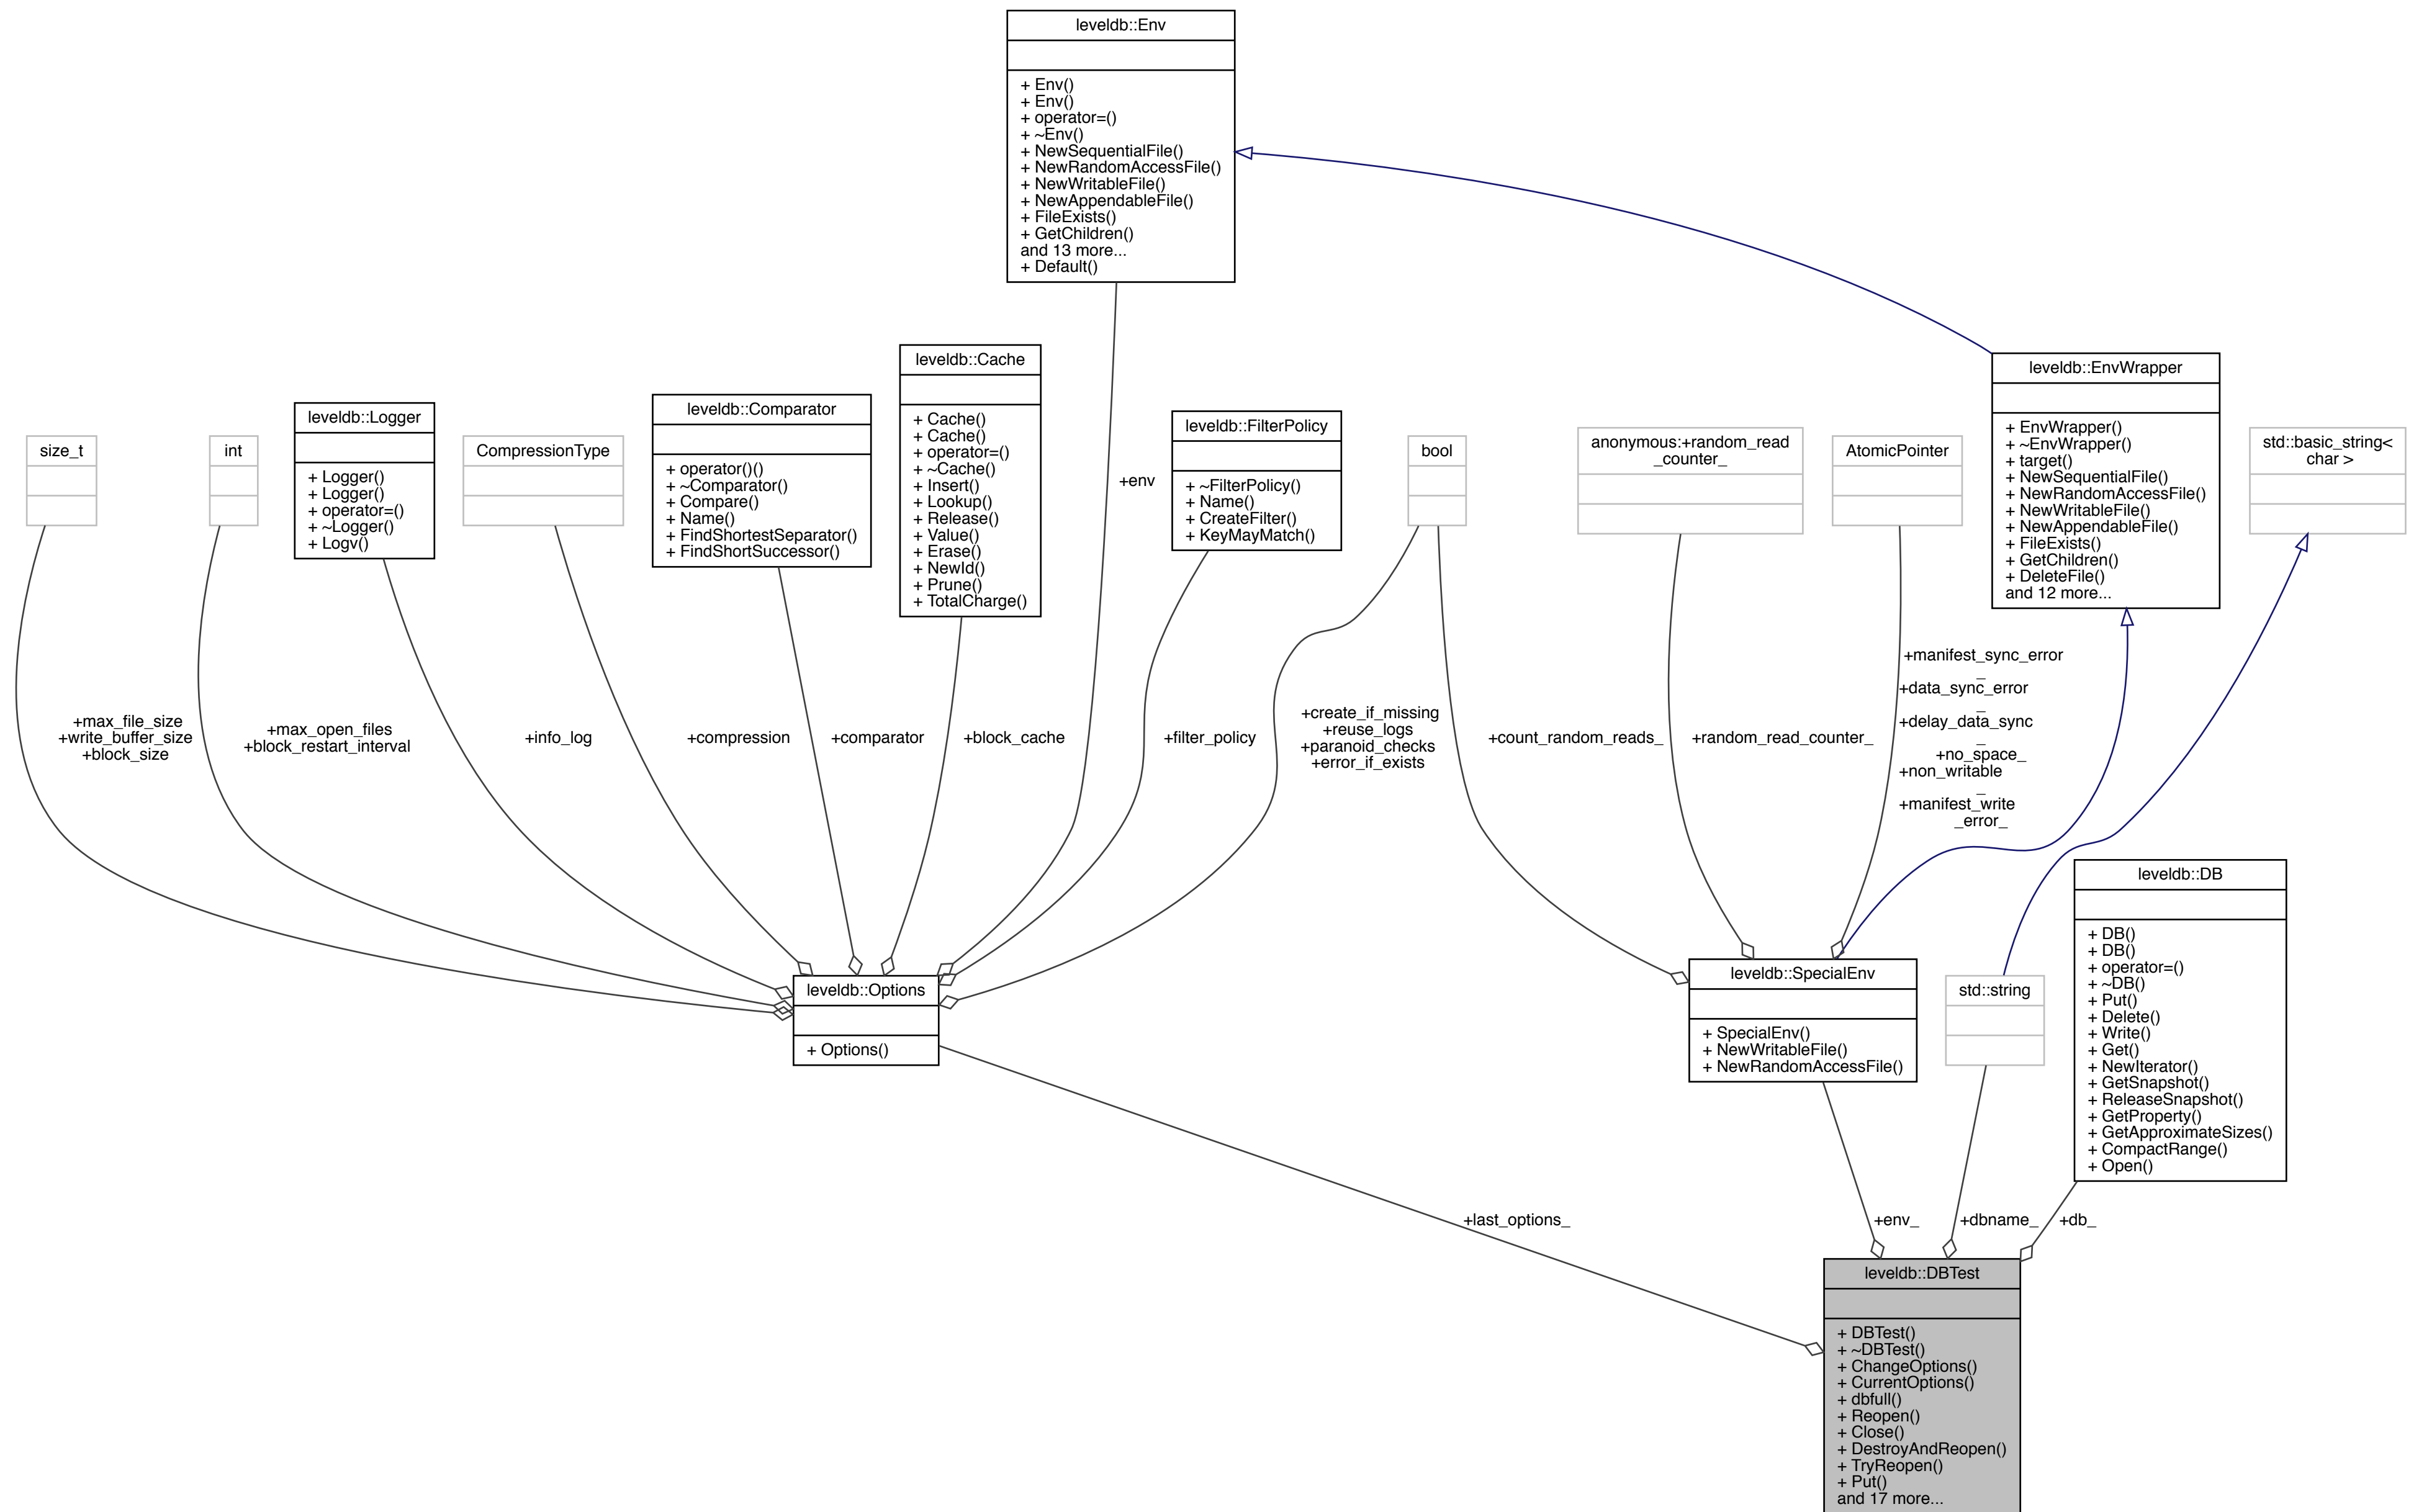 leveldb::Env
+ Env()
+ Env()
+ operator=()
+ ~Env()
+ NewSequentialFile()
+ NewRandomAccessFile()
+ NewWritableFile()
+ NewAppendableFile()
+ FileExists()
+ GetChildren()
and 13 more...
+ Default()
size_t
int
leveldb::Logger
+ Logger()
+ Logger()
+ operator=()
+ ~Logger()
+ Logv()
CompressionType
leveldb::Comparator
+ operator()()
+ ~Comparator()
+ Compare()
+ Name()
+ FindShortestSeparator()
+ FindShortSuccessor()
leveldb::Cache
+ Cache()
+ Cache()
+ operator=()
+ ~Cache()
+ Insert()
+ Lookup()
+ Release()
+ Value()
+ Erase()
+ NewId()
+ Prune()
+ TotalCharge()
+env
leveldb::FilterPolicy
+ ~FilterPolicy()
+ Name()
+ CreateFilter()
+ KeyMayMatch()
bool
anonymous:+random_read
_counter_
AtomicPointer
leveldb::EnvWrapper
+ EnvWrapper()
+ ~EnvWrapper()
+ target()
+ NewSequentialFile()
+ NewRandomAccessFile()
+ NewWritableFile()
+ NewAppendableFile()
+ FileExists()
+ GetChildren()
+ DeleteFile()
and 12 more...
std::basic_string<
char >
+max_file_size
+write_buffer_size
+block_size
+max_open_files
+block_restart_interval
+info_log
+compression
+comparator
+block_cache
+filter_policy
+create_if_missing
+reuse_logs
+paranoid_checks
+error_if_exists
+count_random_reads_
+random_read_counter_
+manifest_sync_error
_
+data_sync_error
_
+delay_data_sync
_
+no_space_
+non_writable
_
+manifest_write
_error_
leveldb::Options
+ Options()
leveldb::SpecialEnv
+ SpecialEnv()
+ NewWritableFile()
+ NewRandomAccessFile()
std::string
leveldb::DB
+ DB()
+ DB()
+ operator=()
+ ~DB()
+ Put()
+ Delete()
+ Write()
+ Get()
+ NewIterator()
+ GetSnapshot()
+ ReleaseSnapshot()
+ GetProperty()
+ GetApproximateSizes()
+ CompactRange()
+ Open()
+last_options_
+env_
+dbname_
+db_
leveldb::DBTest
+ DBTest()
+ ~DBTest()
+ ChangeOptions()
+ CurrentOptions()
+ dbfull()
+ Reopen()
+ Close()
+ DestroyAndReopen()
+ TryReopen()
+ Put()
and 17 more...